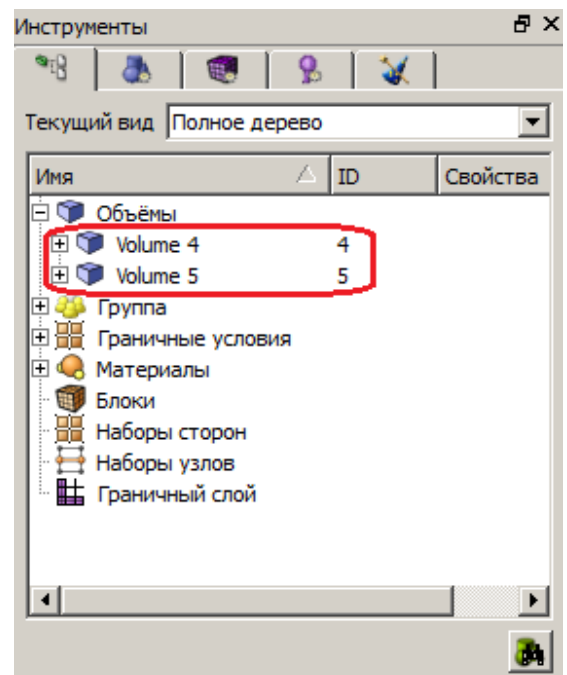 Инструменты
Текущий вид Полное дерево
Имя ID Свойства
Объёмы
Volume 4 4
Volume 5 5
Группа
Граничные условия
Материалы
Блоки
Наборы сторон
Наборы узлов
Граничный слой